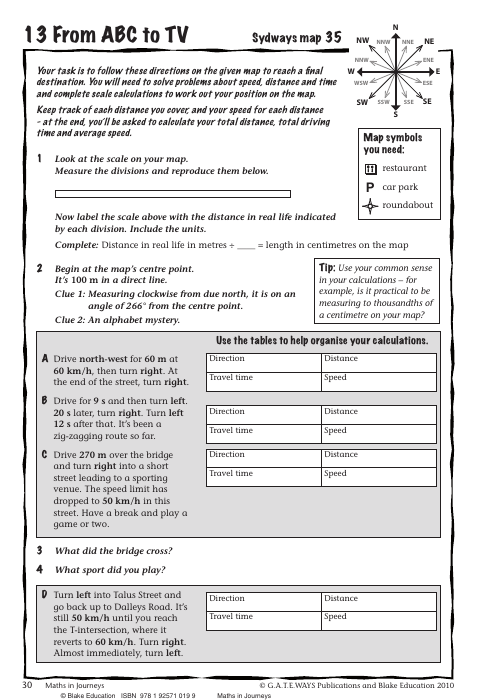 13 From ABC to TV
Sydways map 35
N
NNW
NNE
NW
NE
NNW
ENE
W
E
WSW
ESE
SW
SSW
SSE
SE
S
Your task is to follow these directions on the given map to reach a final
destination. You will need to solve problems about speed, distance and time
and complete scale calculations to work out your position on the map.
Keep track of each distance you cover, and your speed for each distance
- at the end, you'll be asked to calculate your total distance, total driving
time and average speed.
Map symbols
you need:
restaurant
P car park
roundabout
1 Look at the scale on your map.
Measure the divisions and reproduce them below.
Now label the scale above with the distance in real life indicated
by each division. Include the units.
Complete: Distance in real life in metres ÷ ____ = length in centimetres on the map
2 Begin at the map's centre point.
It's 100 m in a direct line.
Clue 1: Measuring clockwise from due north, it is on an
angle of 266° from the centre point.
Clue 2: An alphabet mystery.
Tip: Use your common sense
in your calculations – for
example, is it practical to be
measuring to thousandths of
a centimetre on your map?
Use the tables to help organise your calculations.
A Drive north-west for 60 m at
60 km/h, then turn right. At
the end of the street, turn right.
Direction Distance
Travel time Speed
B Drive for 9 s and then turn left.
20 s later, turn right. Turn left
12 s after that. It's been a
zig-zagging route so far.
Direction Distance
Travel time Speed
C Drive 270 m over the bridge
and turn right into a short
street leading to a sporting
venue. The speed limit has
dropped to 50 km/h in this
street. Have a break and play a
game or two.
Direction Distance
Travel time Speed
3 What did the bridge cross?
4 What sport did you play?
D Turn left into Talus Street and
go back up to Dalleys Road. It's
still 50 km/h until you reach
the T-intersection, where it
reverts to 60 km/h. Turn right.
Almost immediately, turn left.
Direction Distance
Travel time Speed
30 Maths in Journeys
© G.A.T.E.WAYS Publications and Blake Education 2010
© Blake Education ISBN 978 1 92571 019 9 Maths in Journeys